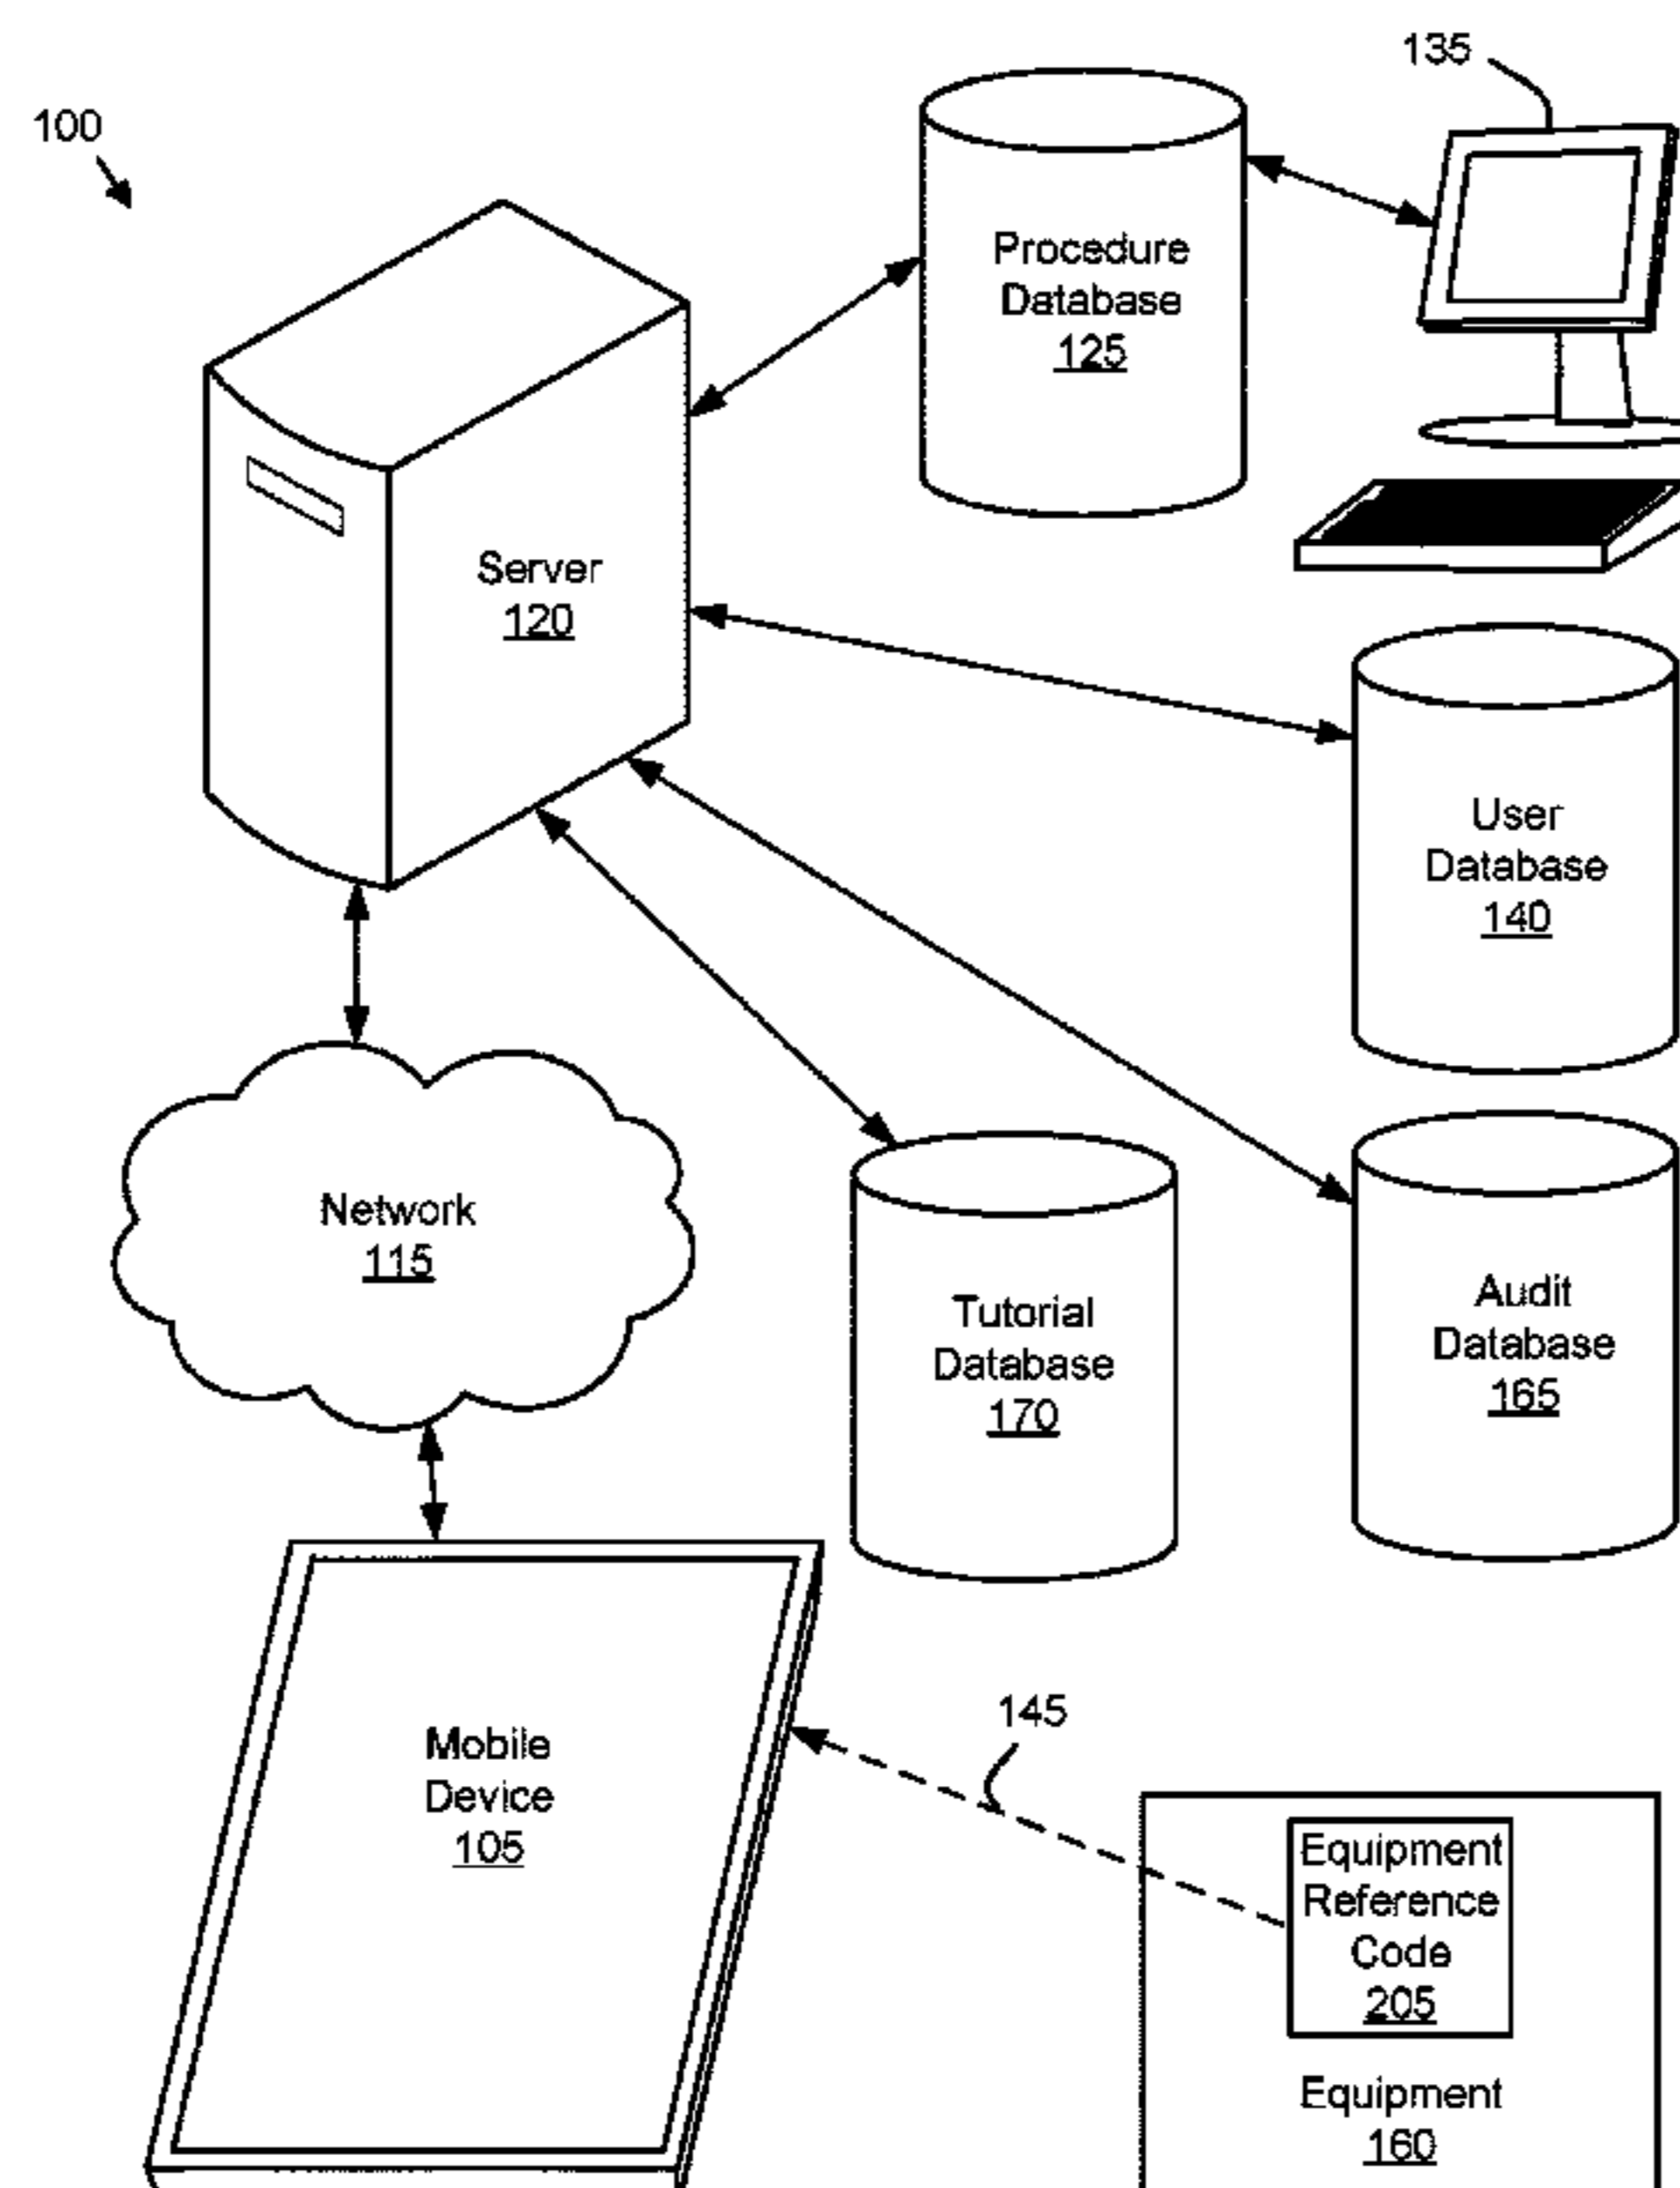 135
100
Procedure
Database
125
Server
120
User
Database
140
Network
115
Tutorial
Database
170
Audit
Database
165
145
Mobile
Device
105
Equipment
Reference
Code
205
Equipment
160